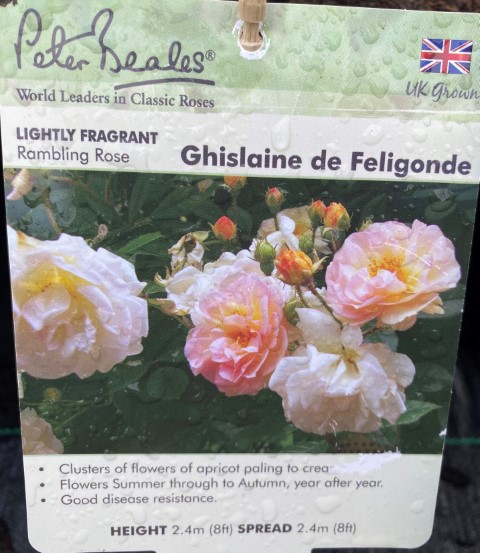 Peter Beales®
World Leaders in Classic Roses
UK Grown
LIGHTLY FRAGRANT
Rambling Rose
Ghislaine de Feligonde
• Clusters of flowers of apricot paling to crea
• Flowers Summer through to Autumn, year after year.
• Good disease resistance.
HEIGHT 2.4m (8ft) SPREAD 2.4m (8ft)